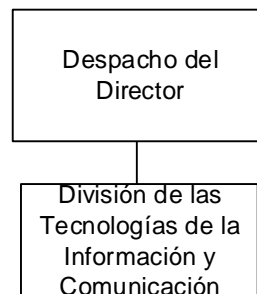 Despacho del
Director
División de las
Tecnologías de la
Información y
Comunicación